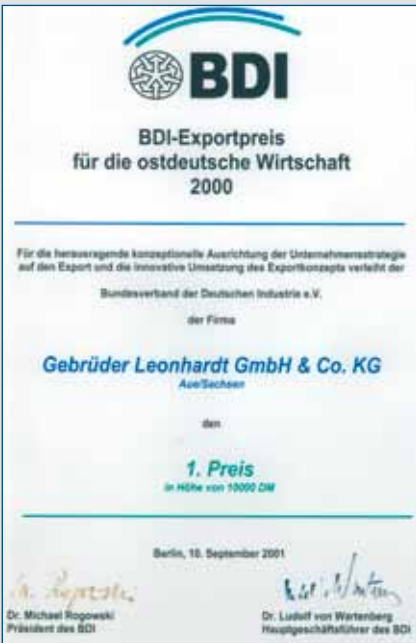 BDI
BDI-Exportpreis
für die ostdeutsche Wirtschaft
2000
Für die herausragende konzeptionelle Ausrichtung der Unternehmensstrategie
auf den Export und die innovative Umsetzung des Exportkonzepts verleiht der
Bundesverband der Deutschen Industrie e.V.
der Firma
Gebrüder Leonhardt GmbH & Co. KG
Aue/Sachsen
den
1. Preis
in Höhe von 10000 DM
Berlin, 10. September 2001
Dr. Michael Rogowski
Präsident des BDI
Dr. Ludolf von Wartenberg
Hauptgeschäftsführer des BDI